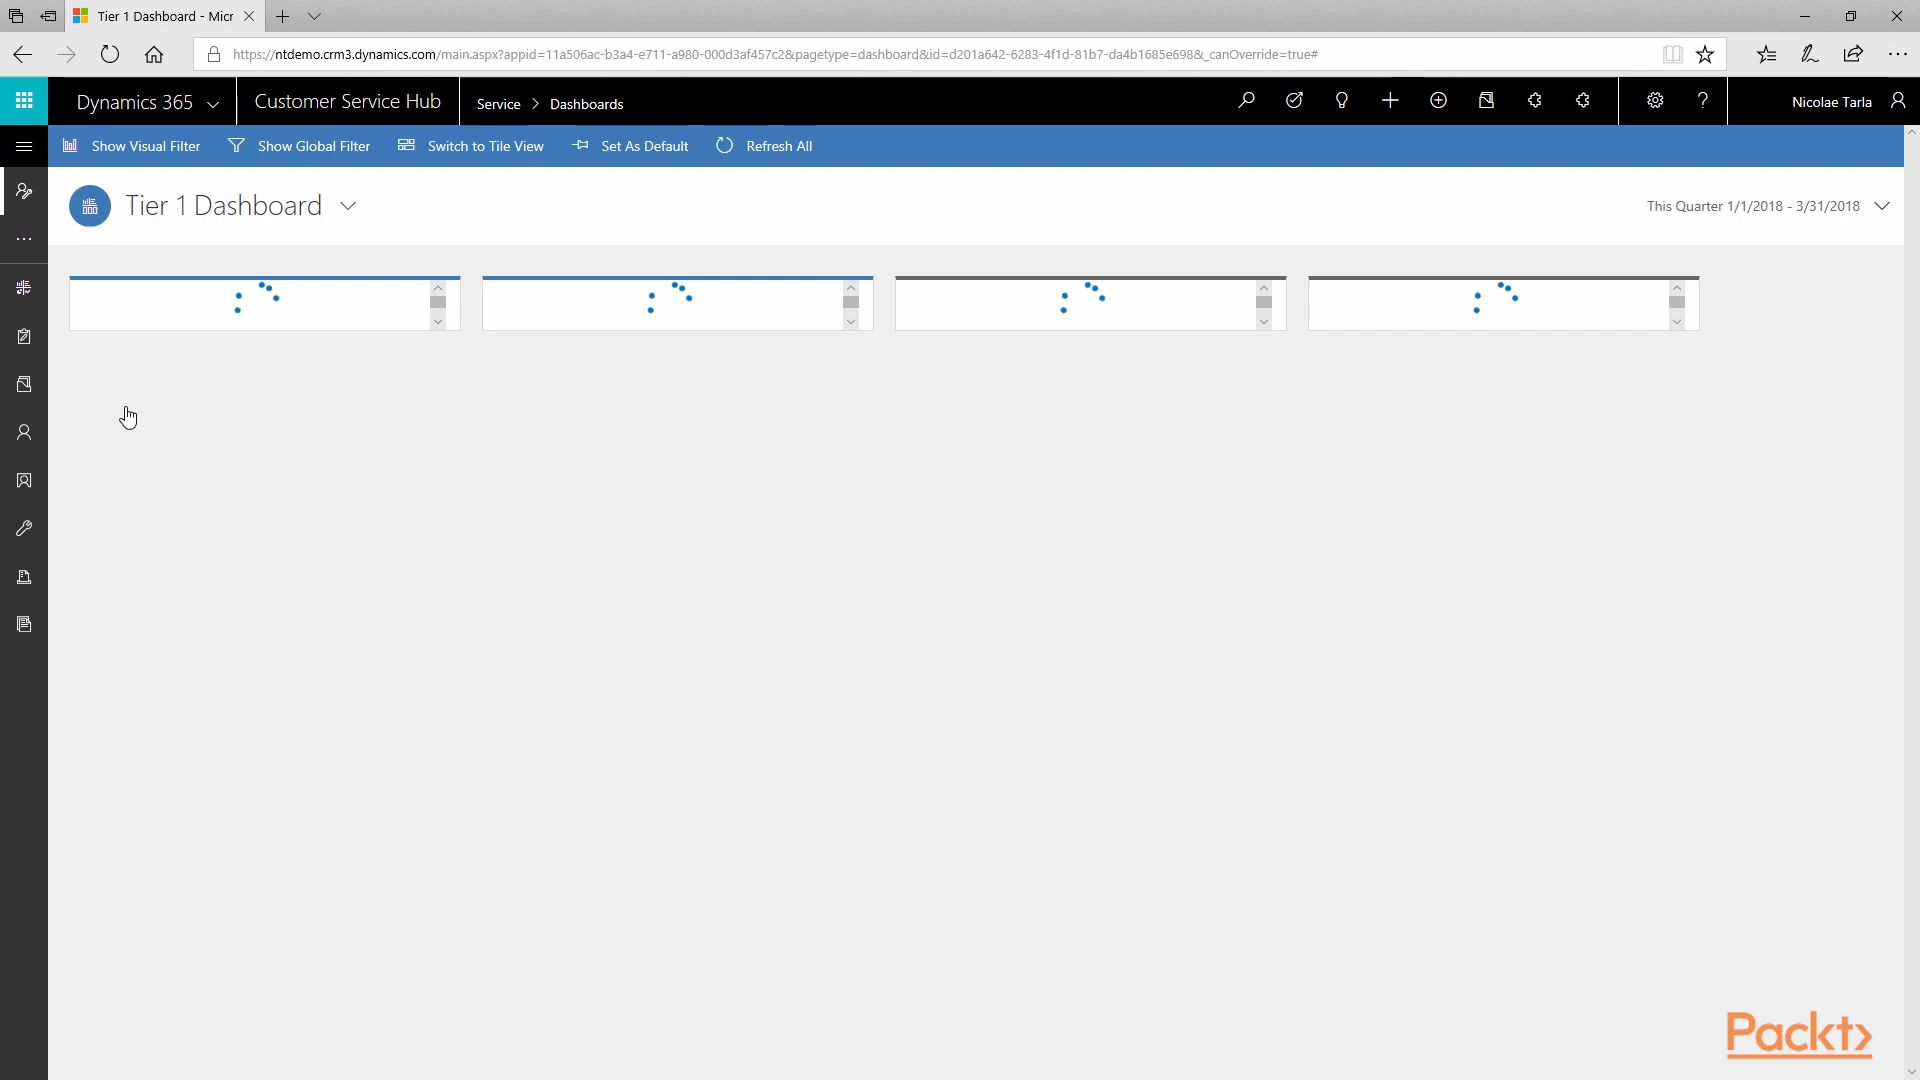 Tier 1 Dashboard - Micr
https://ntdemo.crm3.dynamics.com/main.aspx?appid=11a506ac-b3a4-e711-a980-000d3af457c2&pagetype=dashboard&id=d201a642-6283-4f1d-81b7-da4b1685e698&_canOverride=true#
Dynamics 365 Customer Service Hub Service > Dashboards Nicolae Tarla
Show Visual Filter Show Global Filter Switch to Tile View Set As Default Refresh All
Tier 1 Dashboard This Quarter 1/1/2018 - 3/31/2018
Packt>